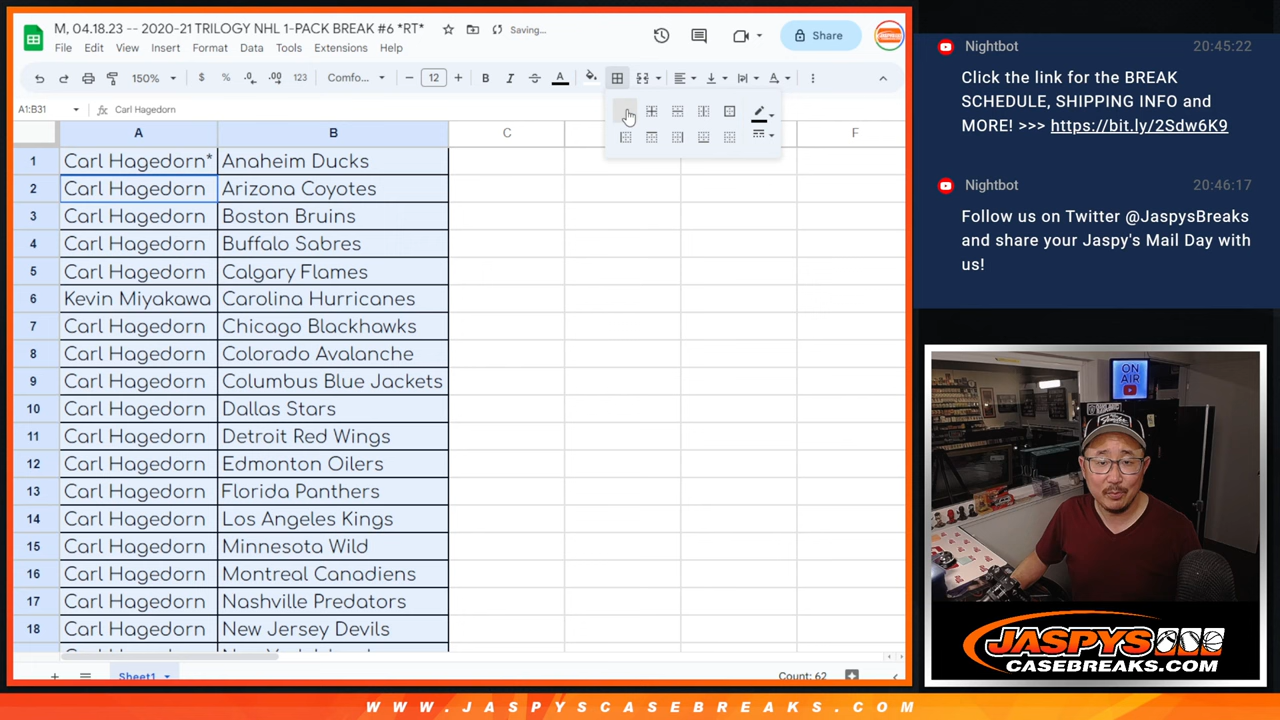 M, 04.18.23 -- 2020-21 TRILOGY NHL 1-PACK BREAK #6 *RT*
Saving...
File Edit View Insert Format Data Tools Extensions Help
Share
150% $ % .0 .00 123 Comfo... 12 B I A
A1:B31 fx Carl Hagedorn
A B C F
1 Carl Hagedorn* Anaheim Ducks
2 Carl Hagedorn Arizona Coyotes
3 Carl Hagedorn Boston Bruins
4 Carl Hagedorn Buffalo Sabres
5 Carl Hagedorn Calgary Flames
6 Kevin Miyakawa Carolina Hurricanes
7 Carl Hagedorn Chicago Blackhawks
8 Carl Hagedorn Colorado Avalanche
9 Carl Hagedorn Columbus Blue Jackets
10 Carl Hagedorn Dallas Stars
11 Carl Hagedorn Detroit Red Wings
12 Carl Hagedorn Edmonton Oilers
13 Carl Hagedorn Florida Panthers
14 Carl Hagedorn Los Angeles Kings
15 Carl Hagedorn Minnesota Wild
16 Carl Hagedorn Montreal Canadiens
17 Carl Hagedorn Nashville Predators
18 Carl Hagedorn New Jersey Devils
Sheet1
Count: 62
Nightbot 20:45:22
Click the link for the BREAK
SCHEDULE, SHIPPING INFO and
MORE! >>> https://bit.ly/2Sdw6K9
Nightbot 20:46:17
Follow us on Twitter @JaspysBreaks
and share your Jaspy's Mail Day with
us!
ON
AIR
JASPYS
CASEBREAKS.COM
WWW.JASPYSCASEBREAKS.COM